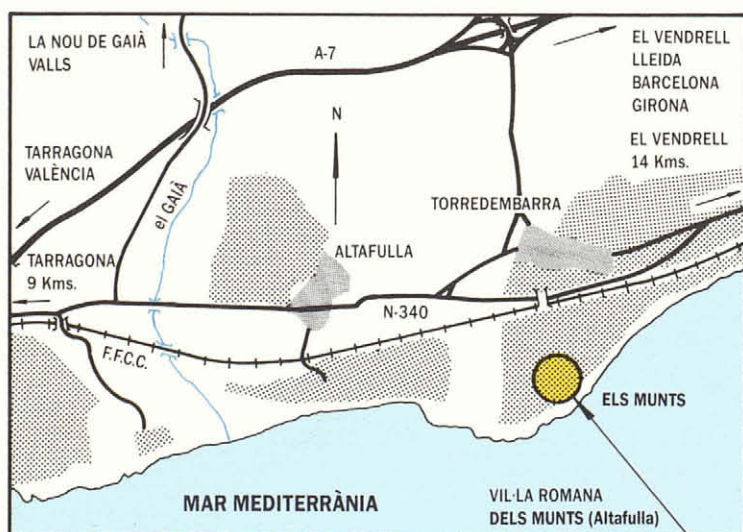 LA NOU DE GAIÀ
VALLS
A-7
EL VENDRELL
LLEIDA
BARCELONA
GIRONA
N
EL VENDRELL
14 Kms.
TARRAGONA
VALÈNCIA
el GAIÀ
TORREDEMBARRA
ALTAFULLA
TARRAGONA
9 Kms.
N-340
F.F.C.C.
ELS MUNTS
MAR MEDITERRÀNIA
VIL·LA ROMANA
DELS MUNTS (Altafulla)